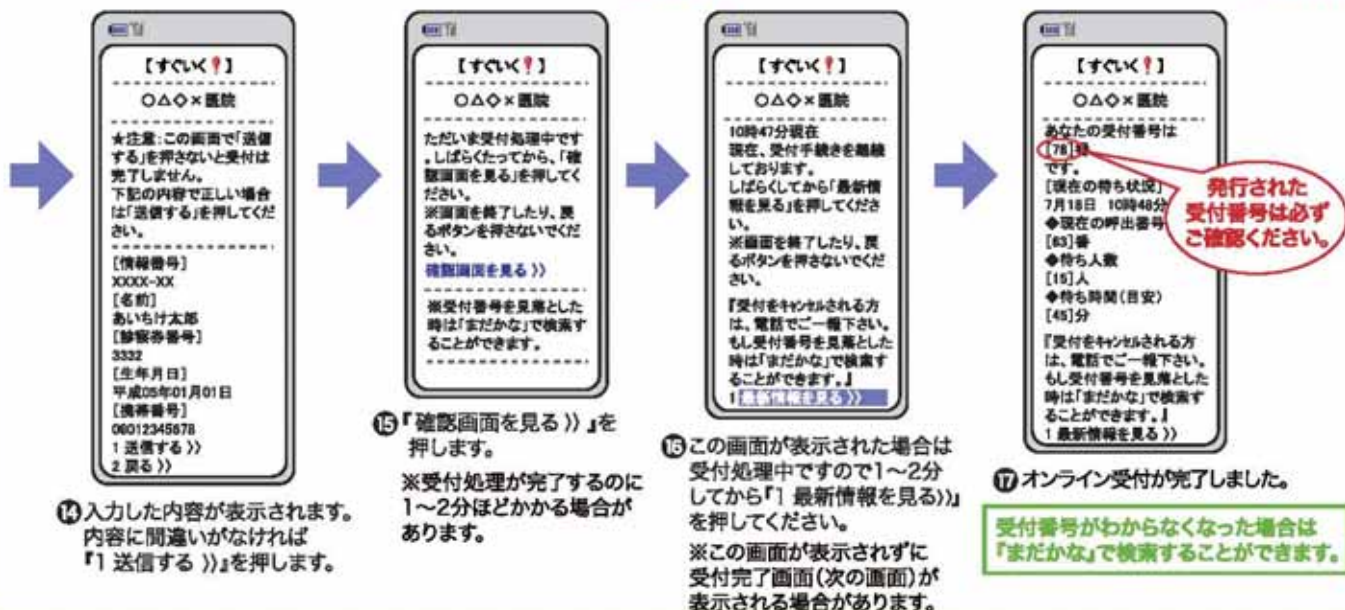 【すぐいく❗】
○△◇×医院
★注意:この画面で「送信
する」を押さないと受付は
完了しません。
下記の内容で正しい場合
は「送信する」を押してくだ
さい。
[情報番号]
XXXX-XX
[名前]
あいちけ太郎
[診察券番号]
3332
[生年月日]
平成05年01月01日
[携帯番号]
08012345678
1 送信する 》
2 戻る 》
⑭入力した内容が表示されます。
内容に間違いがなければ
『1 送信する 》』を押します。
【すぐいく❗】
○△◇×医院
ただいま受付処理中です
。しばらくたってから、「確
認画面を見る」を押してく
ださい。
※画面を終了したり、戻
るボタンを押さないでくだ
さい。
確認画面を見る 》
※受付番号を見落とした
時は「まだかな」で検索す
ることができます。
⑮『確認画面を見る 》』を
押します。
※受付処理が完了するのに
1〜2分ほどかかる場合が
あります。
【すぐいく❗】
○△◇×医院
10時47分現在
現在、受付手続きを継続
しております。
しばらくしてから「最新情
報を見る」を押してくださ
い。
※画面を終了したり、戻
るボタンを押さないでくだ
さい。
『受付をキャンセルされる方
は、電話でご一報下さい。
もし受付番号を見落とした
時は「まだかな」で検索す
ることができます。』
1 最新情報を見る 》
⑯この画面が表示された場合は
受付処理中ですので1〜2分
してから『1 最新情報を見る》』
を押してください。
※この画面が表示されずに
受付完了画面(次の画面)が
表示される場合があります。
【すぐいく❗】
○△◇×医院
あなたの受付番号は
[78]番
です。
[現在の待ち状況]
7月18日 10時48分
◆現在の呼出番号
[63]番
◆待ち人数
[15]人
◆待ち時間(目安)
[45]分
『受付をキャンセルされる方
は、電話でご一報下さい。
もし受付番号を見落とした
時は「まだかな」で検索す
ることができます。』
1 最新情報を見る 》
発行された
受付番号は必ず
ご確認ください。
⑰オンライン受付が完了しました。
受付番号がわからなくなった場合は
『まだかな』で検索することができます。